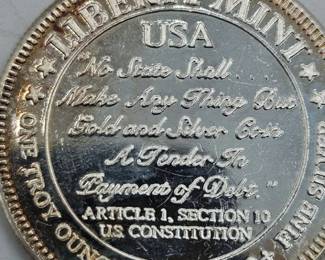 LIBERTY MINT
USA
No State Shall....
Make Any Thing But
Gold and Silver Coin
A Tender In
Payment of Debt."
ARTICLE 1, SECTION 10
U.S. CONSTITUTION
ONE TROY OUNCE
FINE SILVER